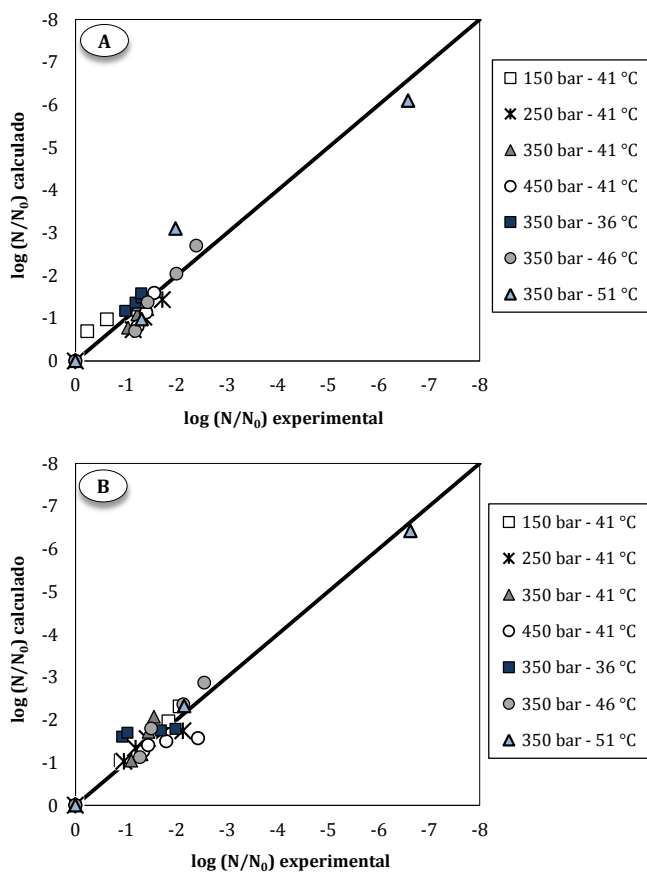 A
-8
-7
-6
-5
-4
-3
-2
-1
0
log (N/N₀) calculado
0 -1 -2 -3 -4 -5 -6 -7 -8
log (N/N₀) experimental
150 bar - 41 °C
250 bar - 41 °C
350 bar - 41 °C
450 bar - 41 °C
350 bar - 36 °C
350 bar - 46 °C
350 bar - 51 °C
B
-8
-7
-6
-5
-4
-3
-2
-1
0
log (N/N₀) calculado
0 -1 -2 -3 -4 -5 -6 -7 -8
log (N/N₀) experimental
150 bar - 41 °C
250 bar - 41 °C
350 bar - 41 °C
450 bar - 41 °C
350 bar - 36 °C
350 bar - 46 °C
350 bar - 51 °C